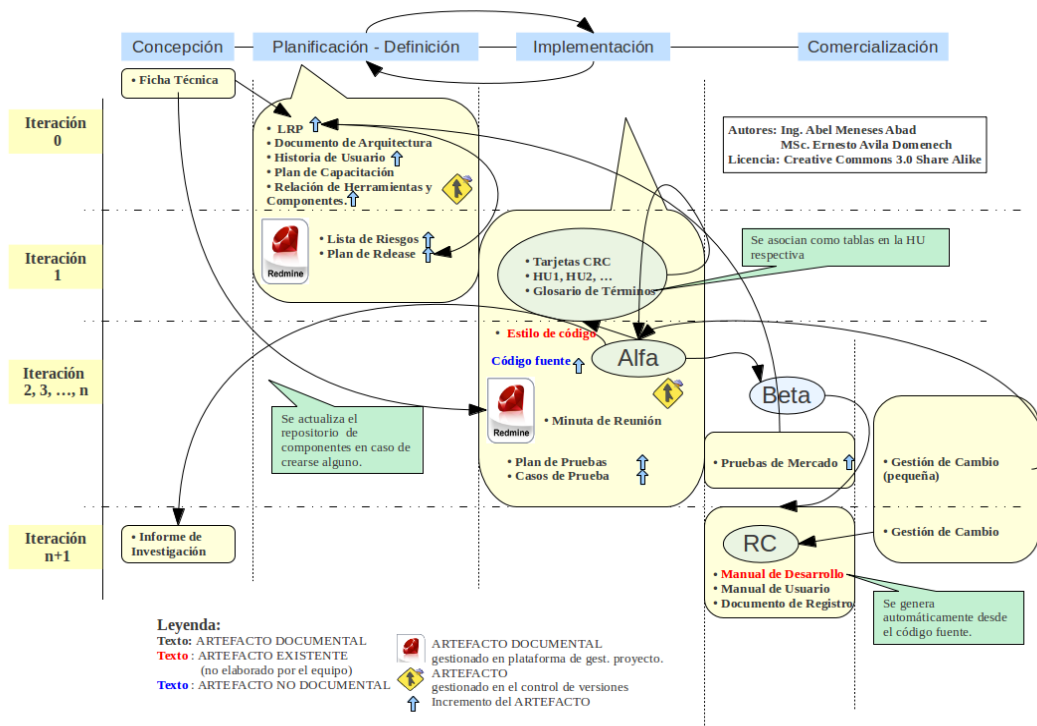 Concepción
Planificación - Definición
Implementación
Comercialización
• Ficha Técnica
Iteración
0
• LRP
• Documento de Arquitectura
• Historia de Usuario
• Plan de Capacitación
• Relación de Herramientas y
Componentes.
Autores: Ing. Abel Meneses Abad
MSc. Ernesto Avila Domenech
Licencia: Creative Commons 3.0 Share Alike
Iteración
1
Redmine
• Lista de Riesgos
• Plan de Release
• Tarjetas CRC
• HU1, HU2, …
• Glosario de Términos
Se asocian como tablas en la HU
respectiva
Iteración
2, 3, …, n
• Estilo de código
Código fuente
Alfa
Beta
Se actualiza el
repositorio de
componentes en caso de
crearse alguno.
Redmine
• Minuta de Reunión
• Plan de Pruebas
• Casos de Prueba
• Pruebas de Mercado
• Gestión de Cambio
(pequeña)
Iteración
n+1
• Informe de
Investigación
RC
• Gestión de Cambio
• Manual de Desarrollo
• Manual de Usuario
• Documento de Registro
Se genera
automáticamente desde
el código fuente.
Leyenda:
Texto: ARTEFACTO DOCUMENTAL
Texto : ARTEFACTO EXISTENTE
(no elaborado por el equipo)
Texto : ARTEFACTO NO DOCUMENTAL
ARTEFACTO DOCUMENTAL
gestionado en plataforma de gest. proyecto.
ARTEFACTO
gestionado en el control de versiones
Incremento del ARTEFACTO